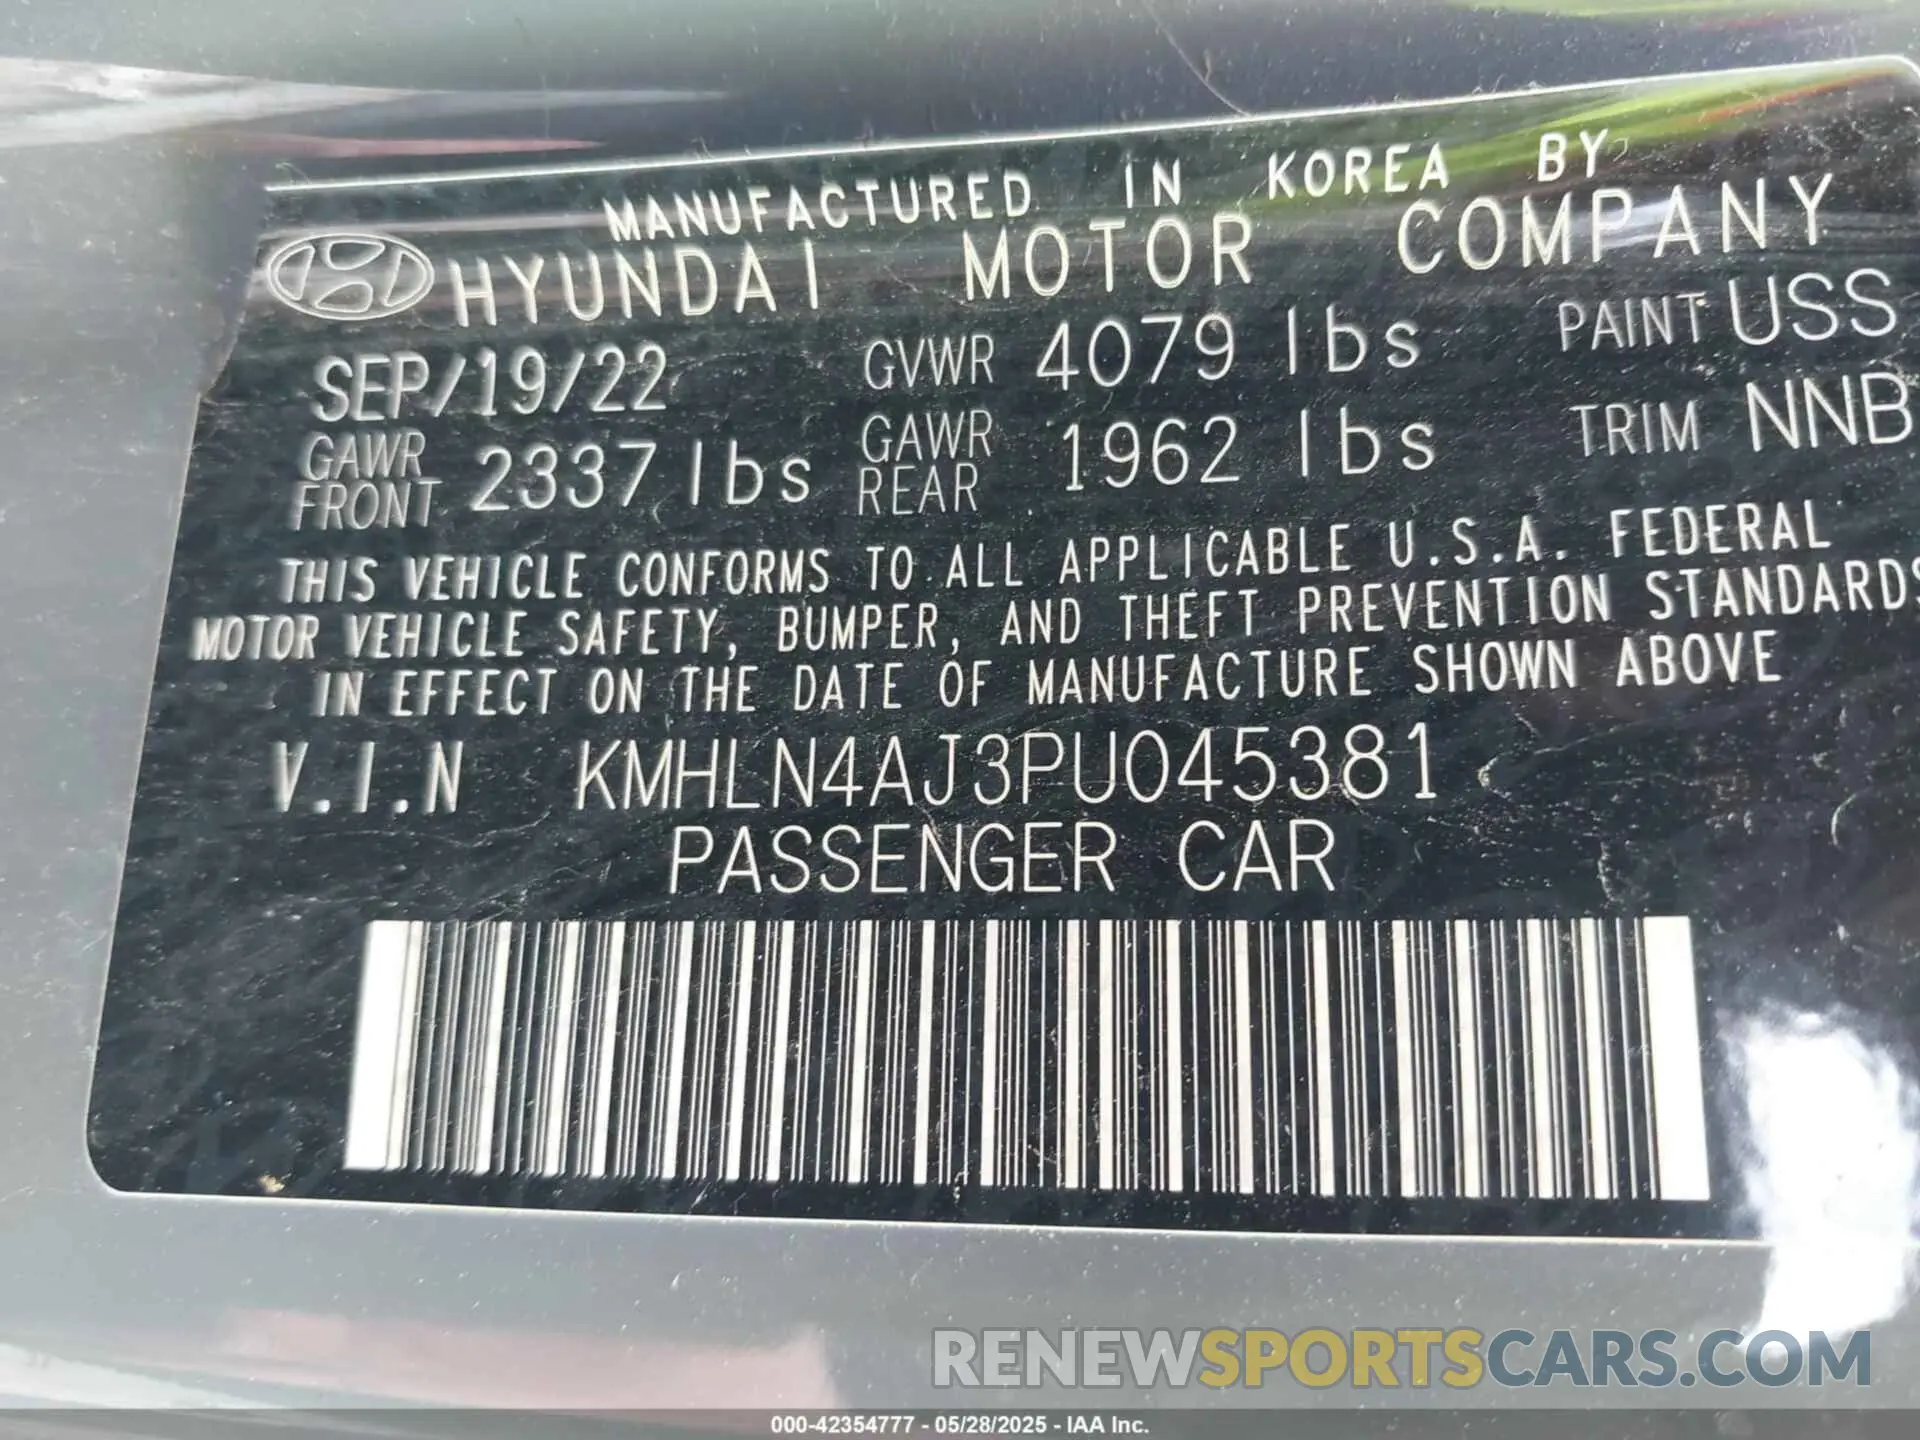 MANUFACTURED IN KOREA BY
HYUNDAI MOTOR COMPANY
SEP/19/22 GVWR 4079 lbs PAINT USS
GAWR FRONT 2337 lbs GAWR REAR 1962 lbs TRIM NNB
THIS VEHICLE CONFORMS TO ALL APPLICABLE U.S.A. FEDERAL
MOTOR VEHICLE SAFETY, BUMPER, AND THEFT PREVENTION STANDARDS
IN EFFECT ON THE DATE OF MANUFACTURE SHOWN ABOVE
V.I.N KMHLN4AJ3PU045381
PASSENGER CAR
RENEWSPORTSCARS.COM
000-42354777 - 05/28/2025 - IAA Inc.